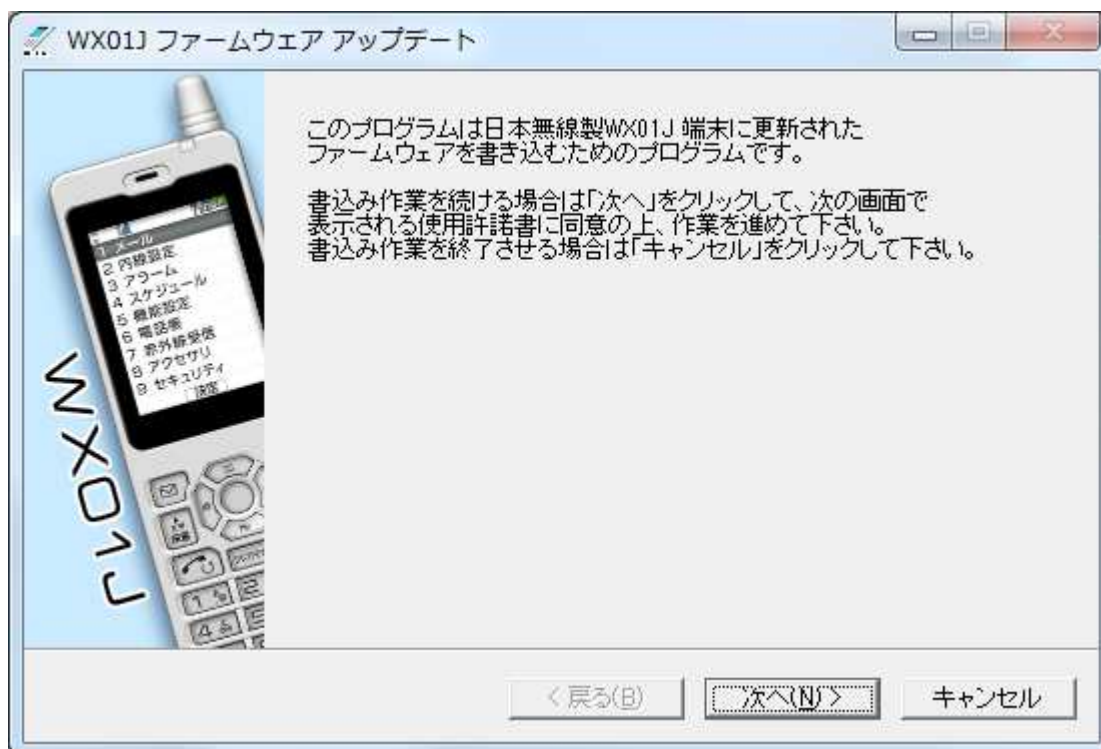 WX01J ファームウェア アップデート
このプログラムは日本無線製WX01J 端末に更新された
ファームウェアを書き込むためのプログラムです。
書込み作業を続ける場合は「次へ」をクリックして、次の画面で
表示される使用許諾書に同意の上、作業を進めて下さい。
書込み作業を終了させる場合は「キャンセル」をクリックして下さい。
1 メール
2 内線設定
3 アラーム
4 スケジュール
5 機能設定
6 電話帳
7 赤外線受信
8 アクセサリ
9 セキュリティ
決定
WX01J
1
2
4
5
< 戻る(B)
次へ(N) >
キャンセル